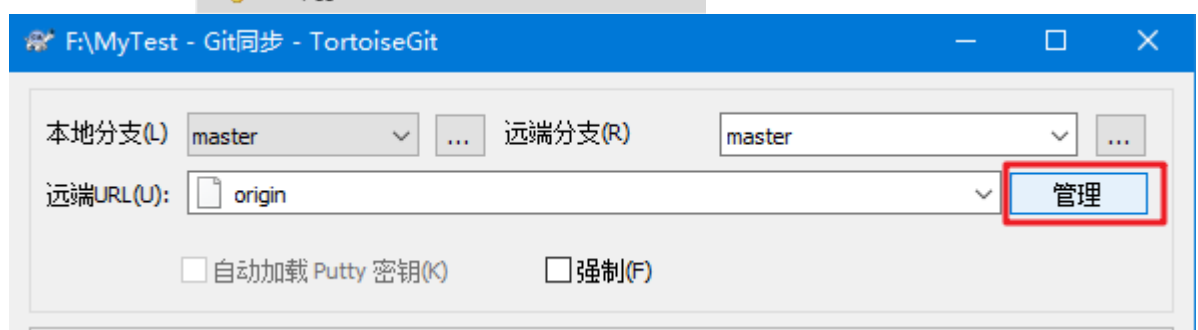 F:\MyTest - Git同步 - TortoiseGit
本地分支(L) master ... 远端分支(R) master ...
远端URL(U): origin 管理
自动加载 Putty 密钥(K) 强制(F)